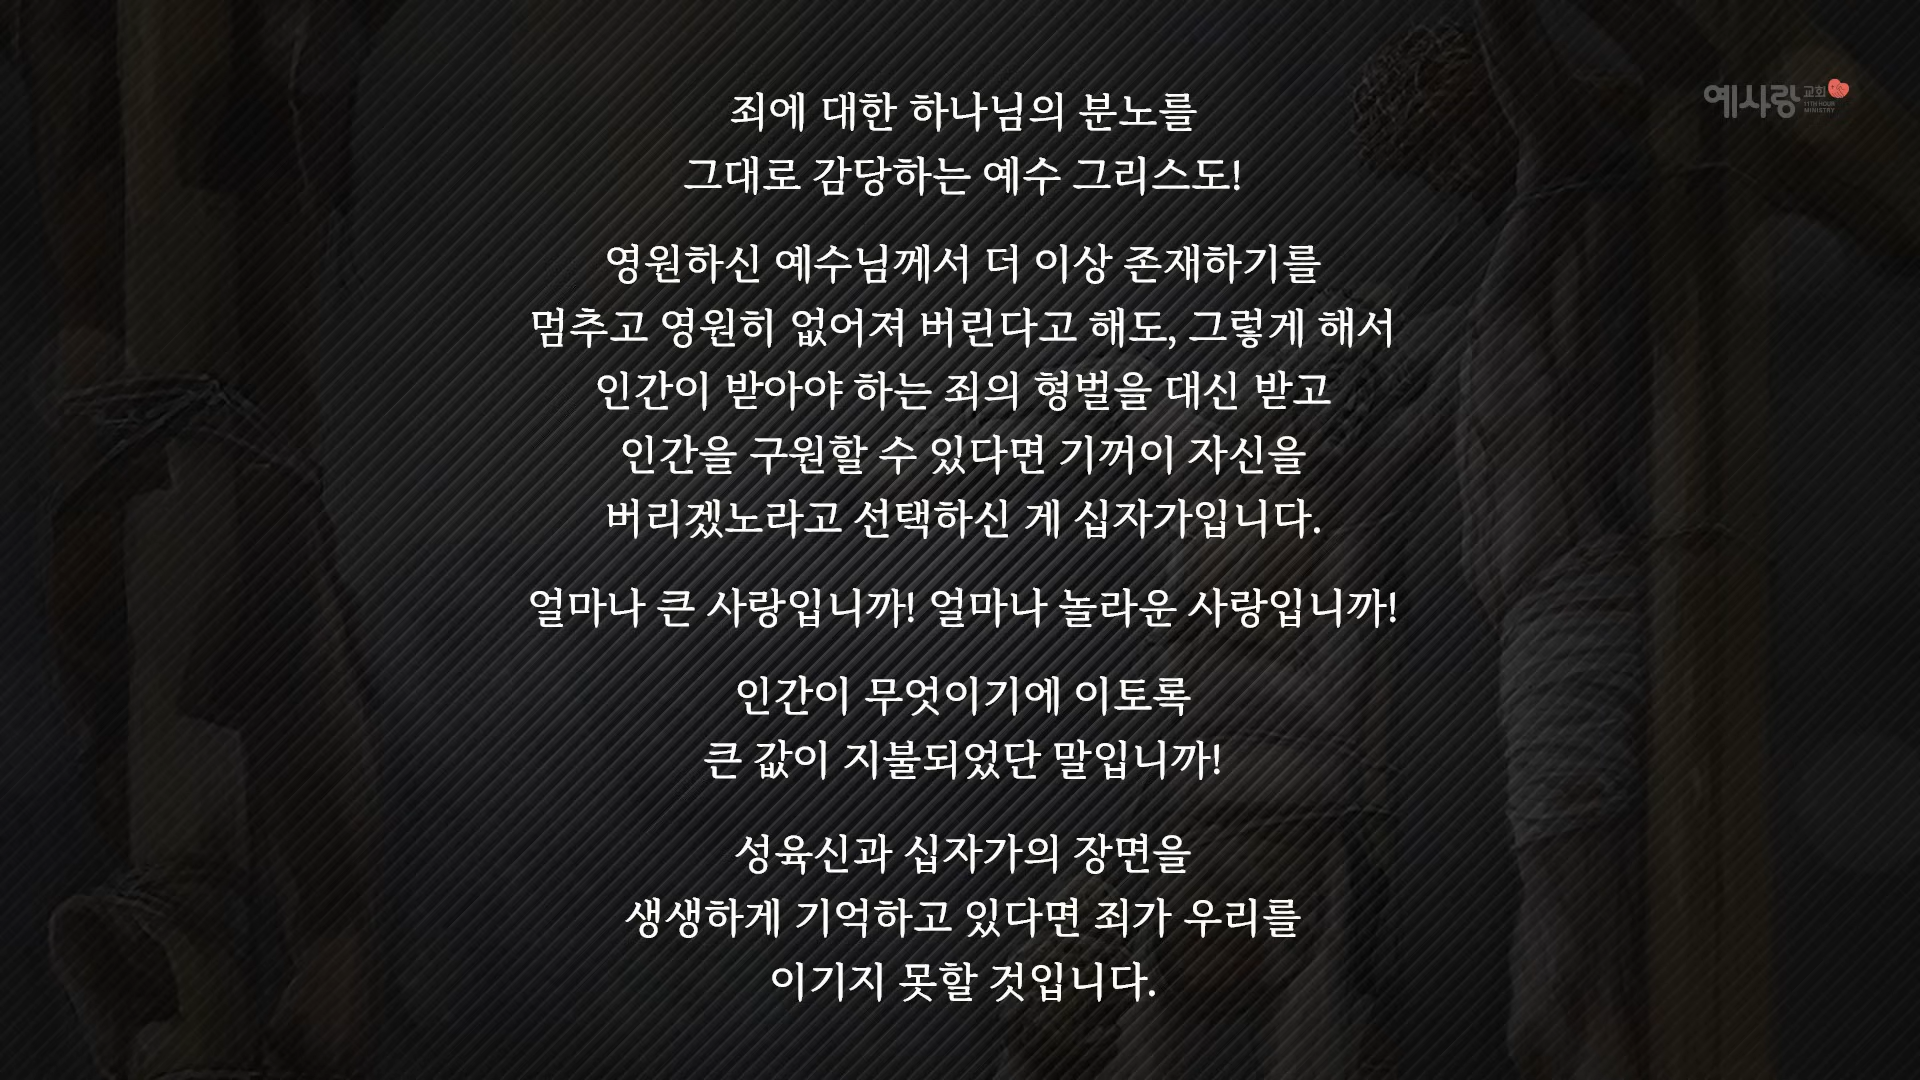 죄에 대한 하나님의 분노를
그대로 감당하는 예수 그리스도!
예사랑 교회
11TH HOUR
MINISTRY
영원하신 예수님께서 더 이상 존재하기를
멈추고 영원히 없어져 버린다고 해도, 그렇게 해서
인간이 받아야 하는 죄의 형벌을 대신 받고
인간을 구원할 수 있다면 기꺼이 자신을
버리겠노라고 선택하신 게 십자가입니다.
얼마나 큰 사랑입니까! 얼마나 놀라운 사랑입니까!
인간이 무엇이기에 이토록
큰 값이 지불되었단 말입니까!
성육신과 십자가의 장면을
생생하게 기억하고 있다면 죄가 우리를
이기지 못할 것입니다.